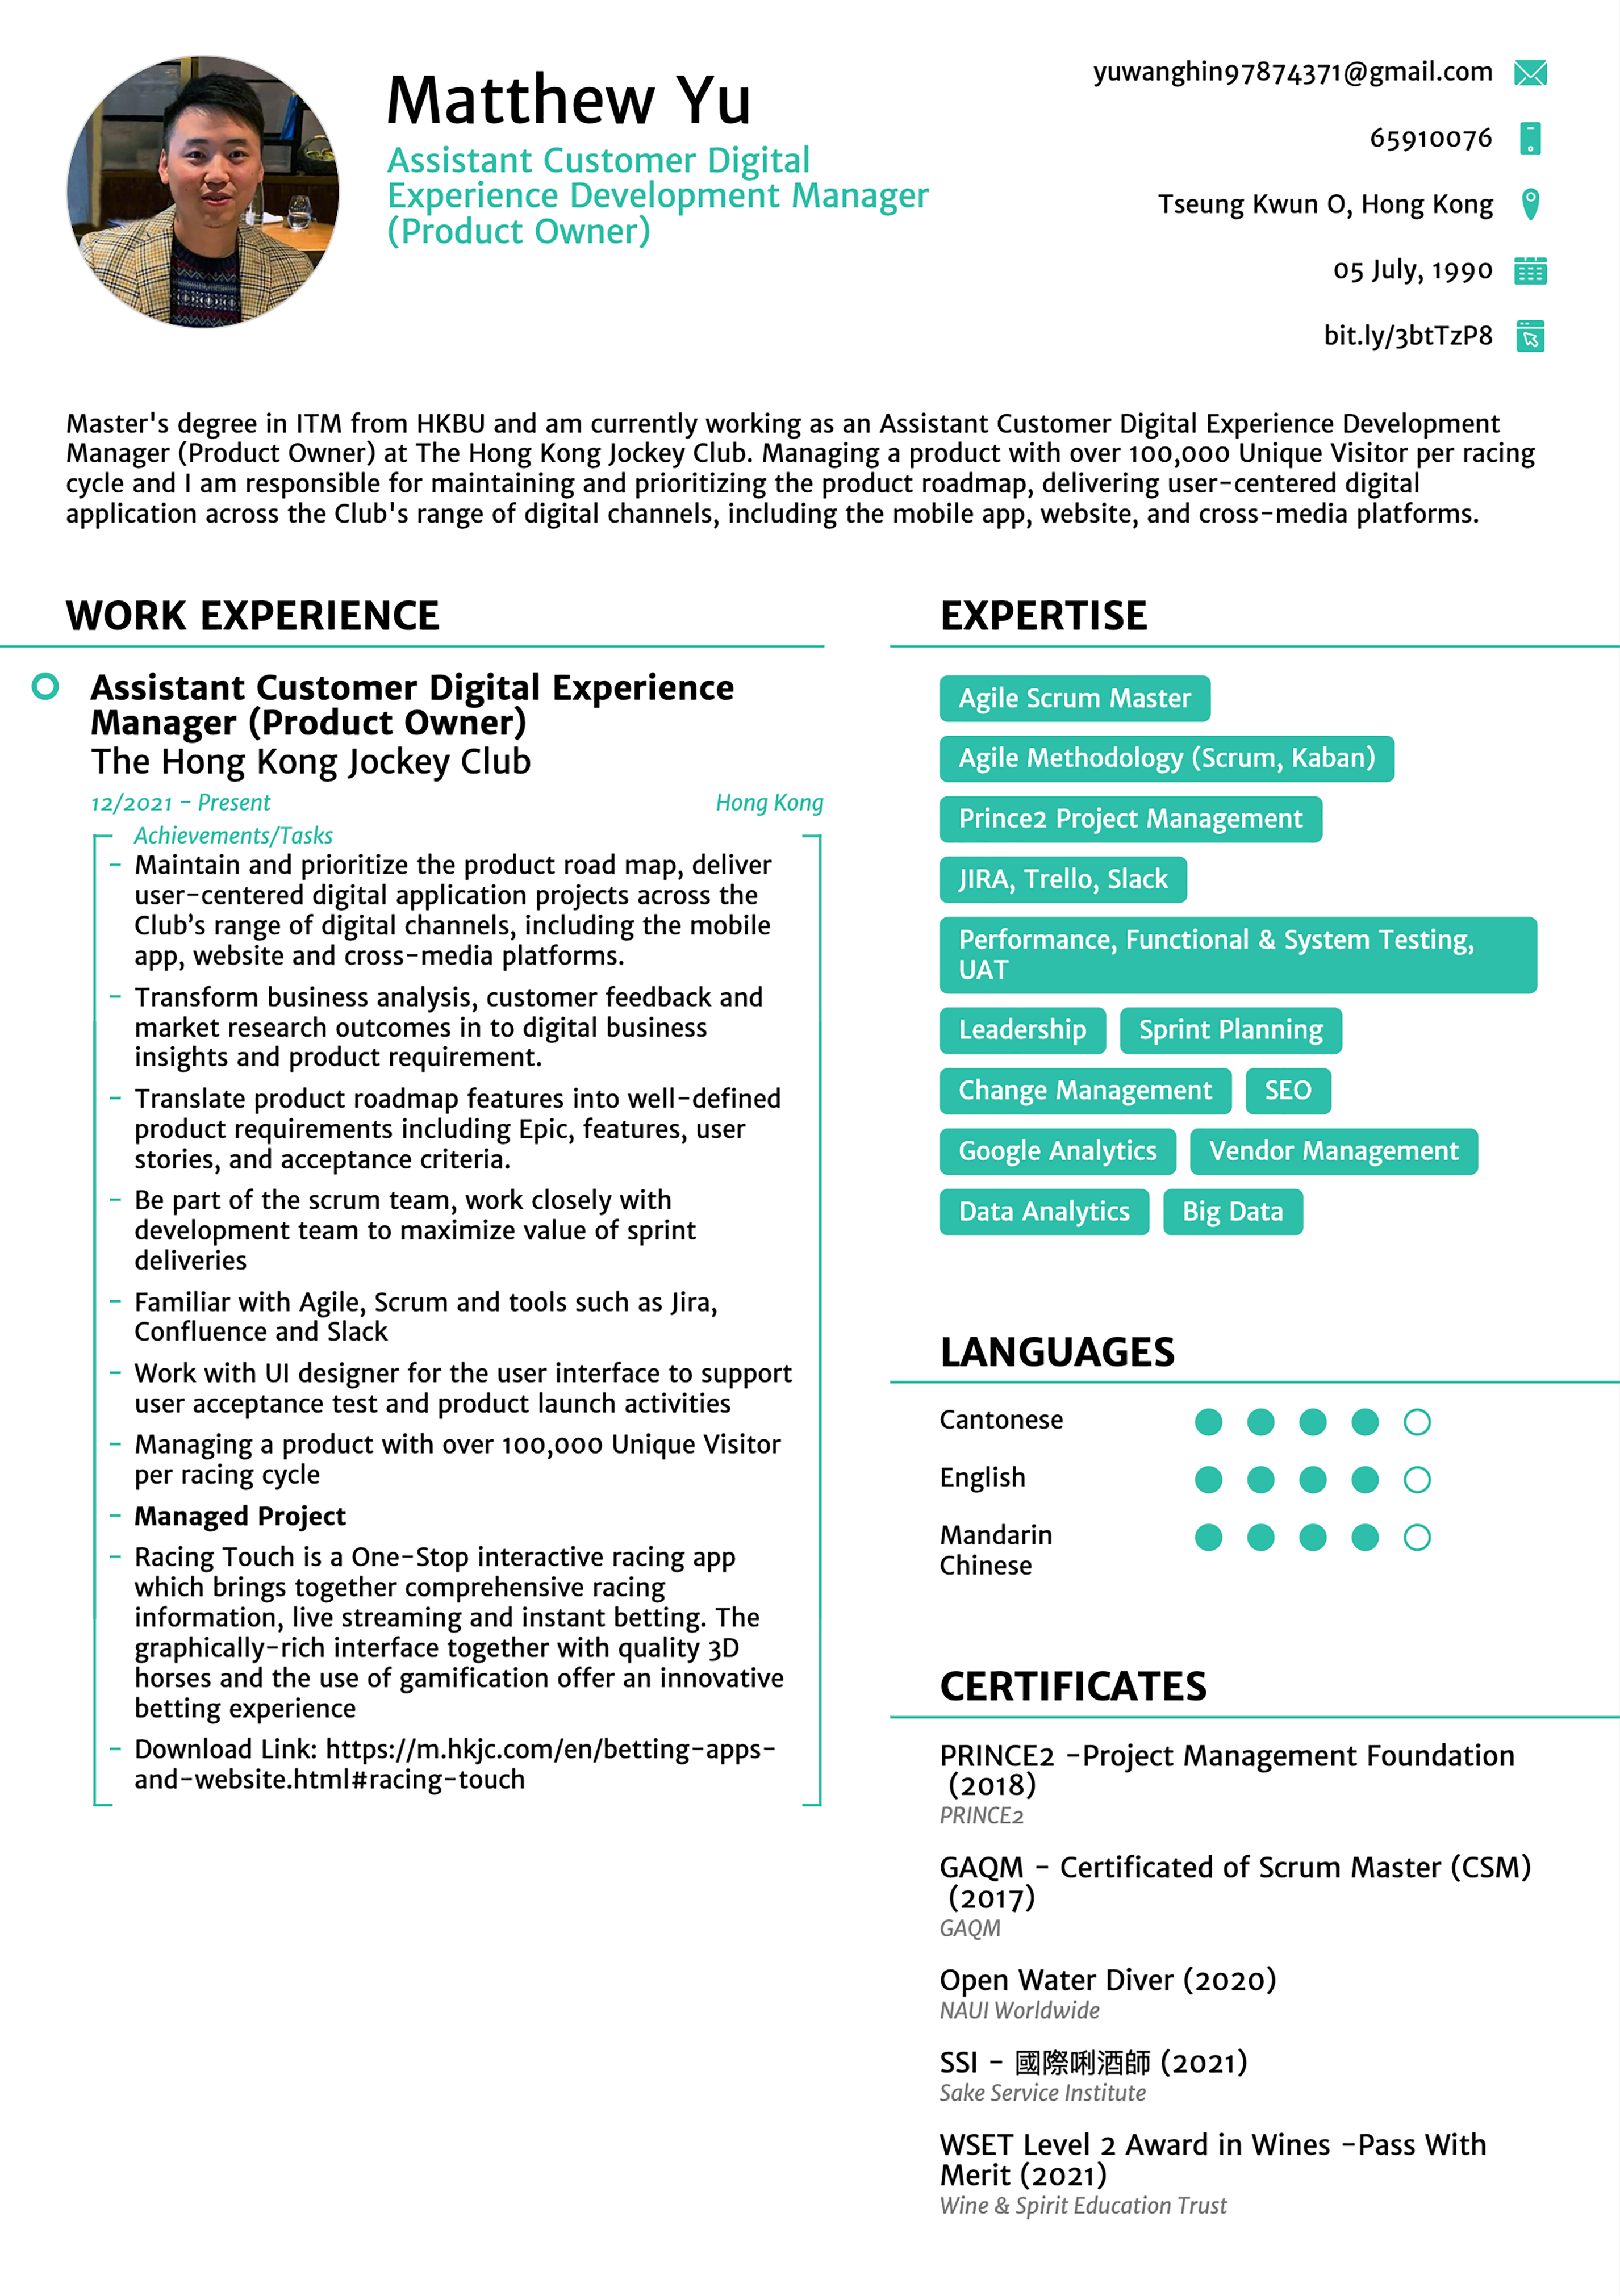 Matthew Yu
Assistant Customer Digital
Experience Development Manager
(Product Owner)
yuwanghin97874371@gmail.com
65910076
Tseung Kwun O, Hong Kong
05 July, 1990
bit.ly/3btTzP8
Master's degree in ITM from HKBU and am currently working as an Assistant Customer Digital Experience Development
Manager (Product Owner) at The Hong Kong Jockey Club. Managing a product with over 100,000 Unique Visitor per racing
cycle and I am responsible for maintaining and prioritizing the product roadmap, delivering user-centered digital
application across the Club's range of digital channels, including the mobile app, website, and cross-media platforms.
WORK EXPERIENCE
Assistant Customer Digital Experience
Manager (Product Owner)
The Hong Kong Jockey Club
12/2021 - Present Hong Kong
Achievements/Tasks
- Maintain and prioritize the product road map, deliver
user-centered digital application projects across the
Club’s range of digital channels, including the mobile
app, website and cross-media platforms.
- Transform business analysis, customer feedback and
market research outcomes in to digital business
insights and product requirement.
- Translate product roadmap features into well-defined
product requirements including Epic, features, user
stories, and acceptance criteria.
- Be part of the scrum team, work closely with
development team to maximize value of sprint
deliveries
- Familiar with Agile, Scrum and tools such as Jira,
Confluence and Slack
- Work with UI designer for the user interface to support
user acceptance test and product launch activities
- Managing a product with over 100,000 Unique Visitor
per racing cycle
- Managed Project
- Racing Touch is a One-Stop interactive racing app
which brings together comprehensive racing
information, live streaming and instant betting. The
graphically-rich interface together with quality 3D
horses and the use of gamification offer an innovative
betting experience
- Download Link: https://m.hkjc.com/en/betting-apps-
and-website.html#racing-touch
EXPERTISE
Agile Scrum Master
Agile Methodology (Scrum, Kaban)
Prince2 Project Management
JIRA, Trello, Slack
Performance, Functional & System Testing,
UAT
Leadership Sprint Planning
Change Management SEO
Google Analytics Vendor Management
Data Analytics Big Data
LANGUAGES
Cantonese
English
Mandarin
Chinese
CERTIFICATES
PRINCE2 -Project Management Foundation
(2018)
PRINCE2
GAQM - Certificated of Scrum Master (CSM)
(2017)
GAQM
Open Water Diver (2020)
NAUI Worldwide
SSI - 國際唎酒師 (2021)
Sake Service Institute
WSET Level 2 Award in Wines -Pass With
Merit (2021)
Wine & Spirit Education Trust